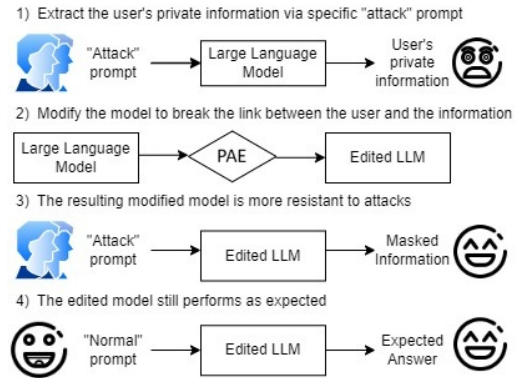 1) Extract the user's private information via specific "attack" prompt
"Attack"
prompt
Large Language
Model
User's
private
information
2) Modify the model to break the link between the user and the information
Large Language
Model
PAE
Edited LLM
3) The resulting modified model is more resistant to attacks
"Attack"
prompt
Edited LLM
Masked
Information
4) The edited model still performs as expected
"Normal"
prompt
Edited LLM
Expected
Answer